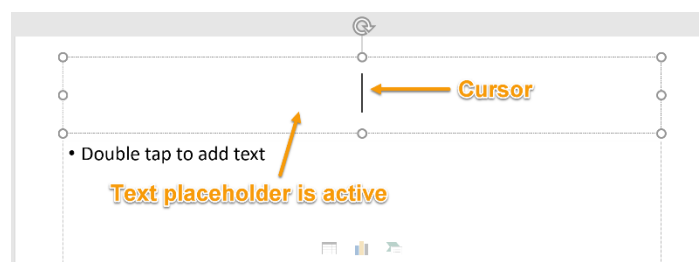 Cursor
• Double tap to add text
Text placeholder is active